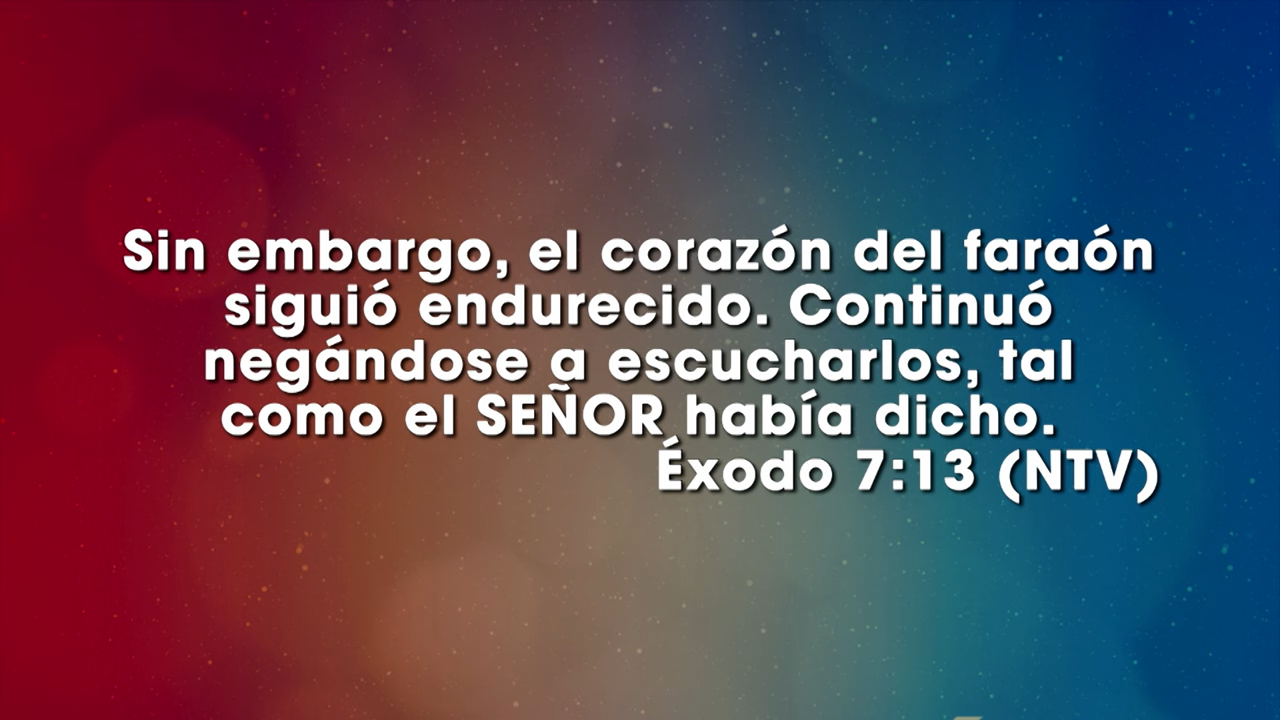 Sin embargo, el corazón del faraón
siguió endurecido. Continuó
negándose a escucharlos, tal
como el SEÑOR había dicho.
Éxodo 7:13 (NTV)